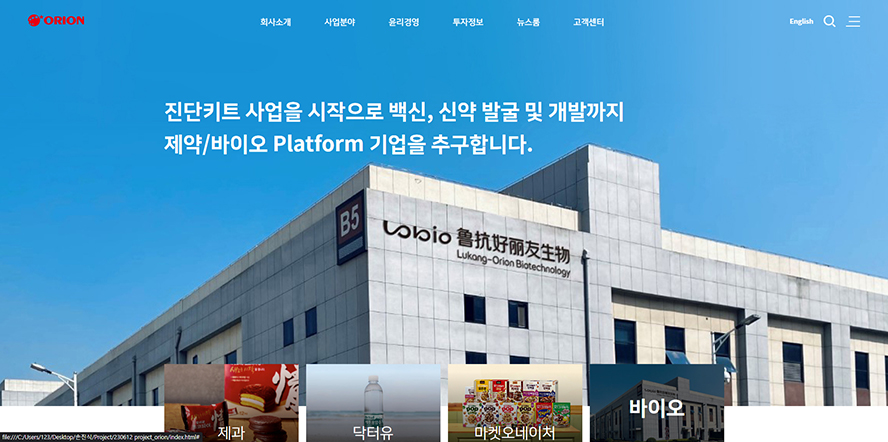 ORION
회사소개 사업분야 윤리경영 투자정보 뉴스룸 고객센터 English
진단키트 사업을 시작으로 백신, 신약 발굴 및 개발까지
제약/바이오 Platform 기업을 추구합니다.
B5
Lobio 鲁抗好丽友生物
Lukang-Orion Biotechnology
제과 닥터유 마켓오네이처 바이오
file:///C:/Users/123/Desktop/손진식/Project/230612 project_orion/index.html#